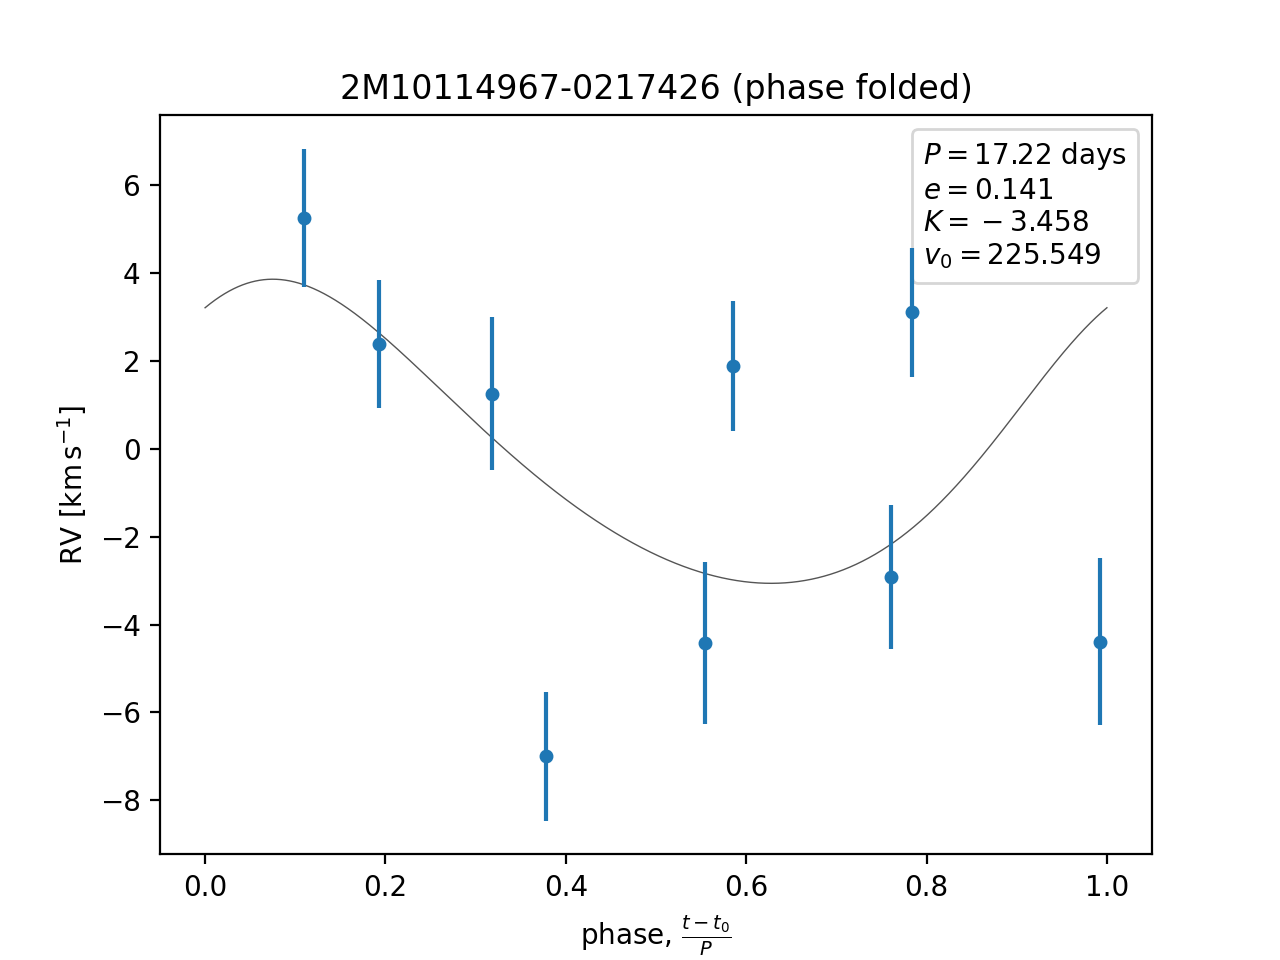 2M10114967-0217426 (phase folded)
P = 17.22 days
e = 0.141
K = −3.458
v₀ = 225.549
RV [km s⁻¹]
6
4
2
0
−2
−4
−6
−8
0.0 0.2 0.4 0.6 0.8 1.0
phase, (t − t₀)/P